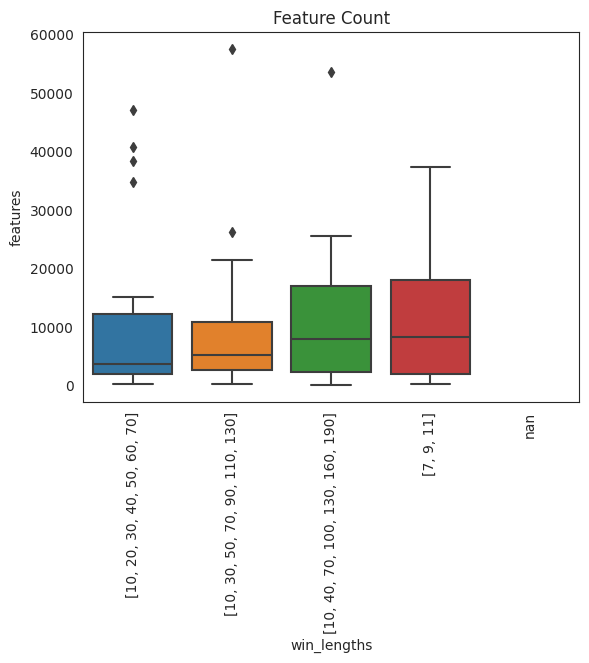 Feature Count
60000
50000
40000
30000
20000
10000
0
features
[10, 20, 30, 40, 50, 60, 70]
[10, 30, 50, 70, 90, 110, 130]
[10, 40, 70, 100, 130, 160, 190]
[7, 9, 11]
nan
win_lengths